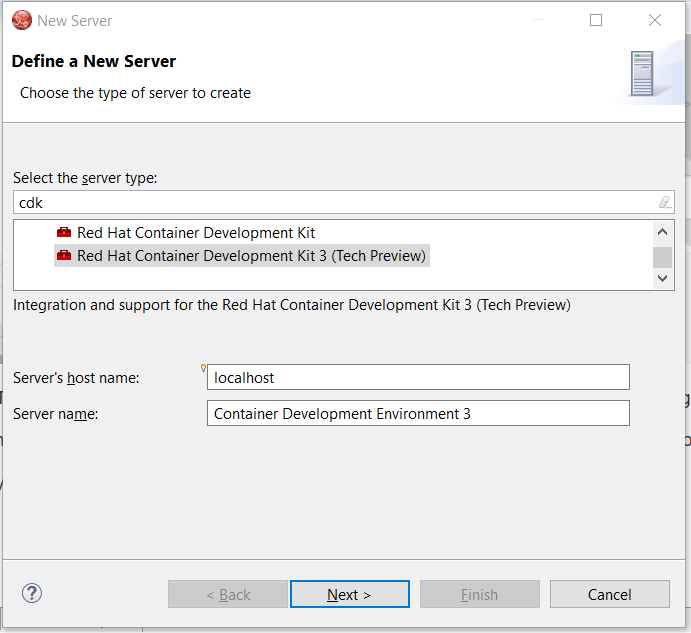 New Server
Define a New Server
Choose the type of server to create
Select the server type:
cdk
Red Hat Container Development Kit
Red Hat Container Development Kit 3 (Tech Preview)
Integration and support for the Red Hat Container Development Kit 3 (Tech Preview)
Server's host name:
localhost
Server name:
Container Development Environment 3
< Back
Next >
Finish
Cancel